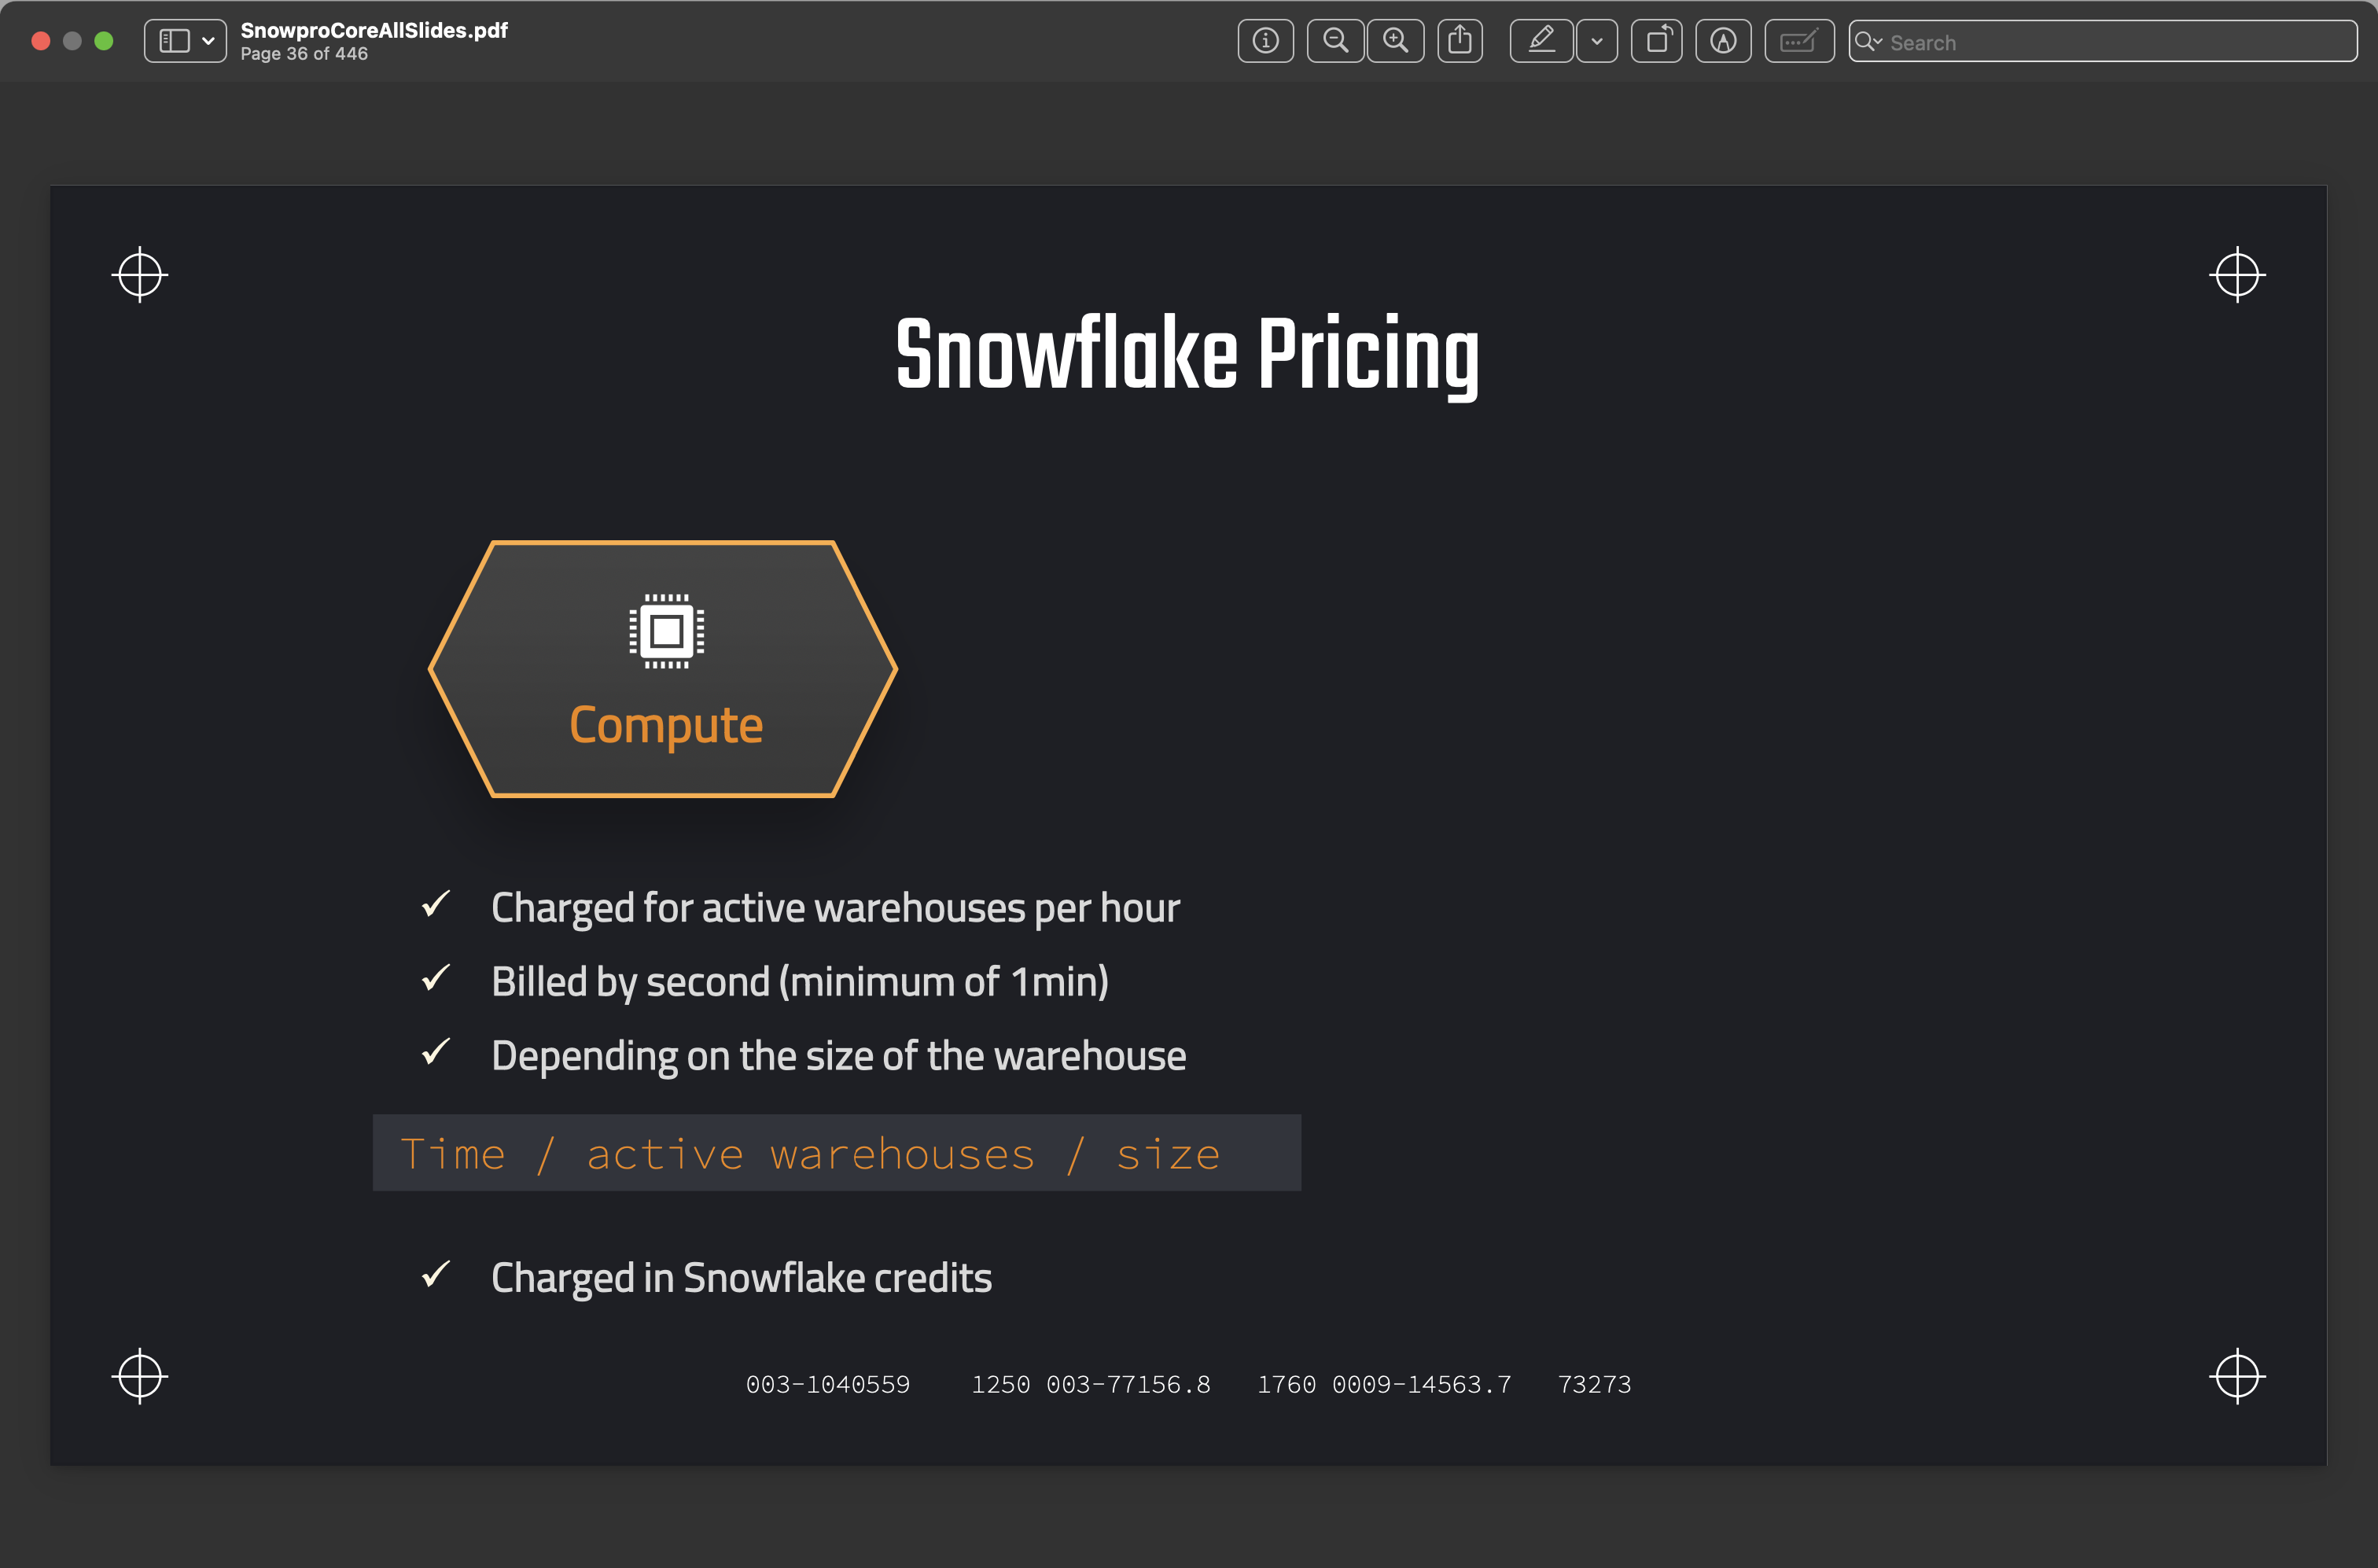 SnowproCoreAllSlides.pdf
Page 36 of 446
Search
Snowflake Pricing
Compute
✓ Charged for active warehouses per hour
✓ Billed by second (minimum of 1min)
✓ Depending on the size of the warehouse
Time / active warehouses / size
✓ Charged in Snowflake credits
003-1040559 1250 003-77156.8 1760 0009-14563.7 73273